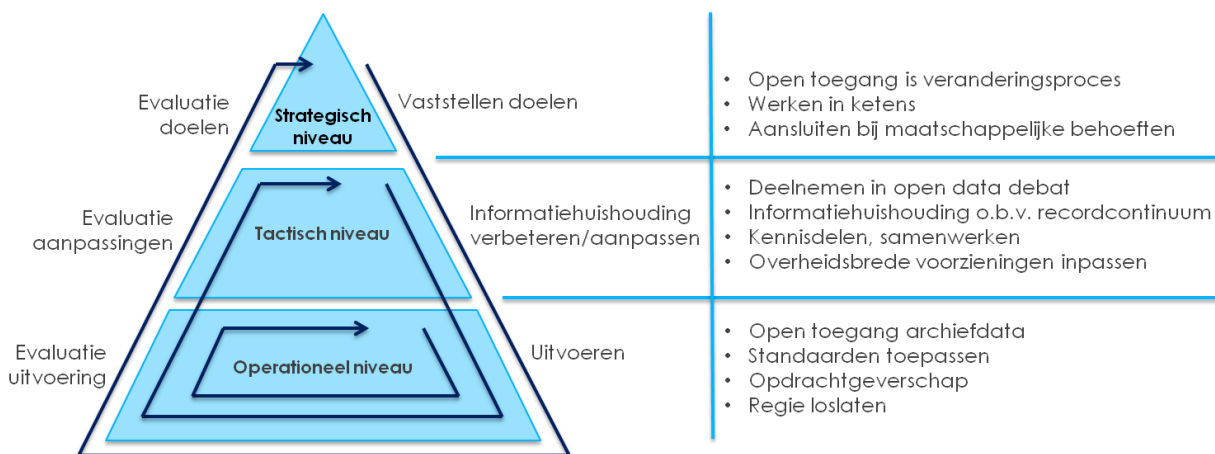 Evaluatie
doelen
Strategisch
niveau
Vaststellen doelen
• Open toegang is veranderingsproces
• Werken in ketens
• Aansluiten bij maatschappelijke behoeften
Evaluatie
aanpassingen
Tactisch niveau
Informatiehuishouding
verbeteren/aanpassen
• Deelnemen in open data debat
• Informatiehuishouding o.b.v. recordcontinuum
• Kennisdelen, samenwerken
• Overheidsbrede voorzieningen inpassen
Evaluatie
uitvoering
Operationeel niveau
Uitvoeren
• Open toegang archiefdata
• Standaarden toepassen
• Opdrachtgeverschap
• Regie loslaten